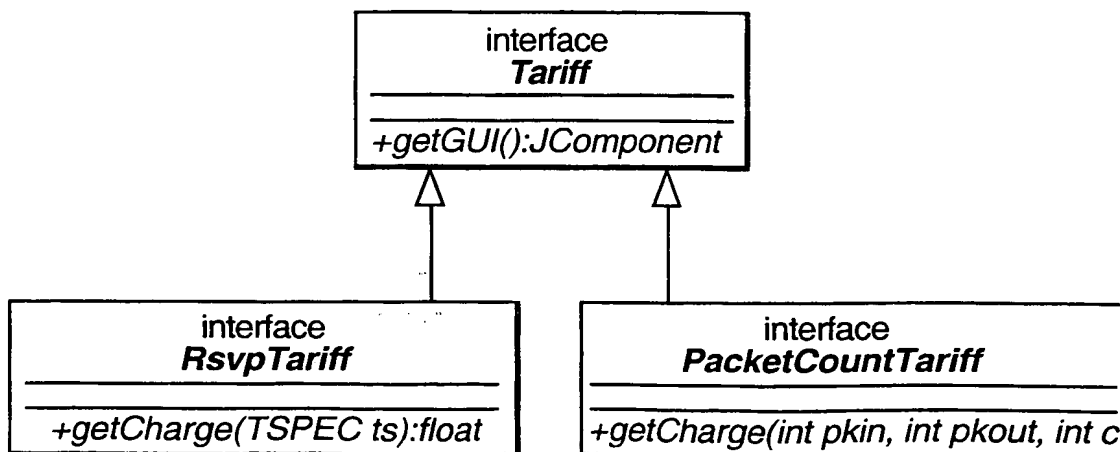 interface
Tariff
+getGUI():JComponent
interface
RsvpTariff
+getCharge(TSPEC ts):float
interface
PacketCountTariff
+getCharge(int pkin, int pkout, int c